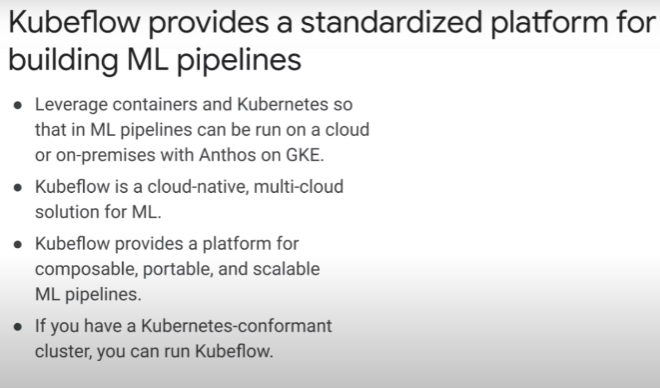 Kubeflow provides a standardized platform for
building ML pipelines
● Leverage containers and Kubernetes so
that in ML pipelines can be run on a cloud
or on-premises with Anthos on GKE.
● Kubeflow is a cloud-native, multi-cloud
solution for ML.
● Kubeflow provides a platform for
composable, portable, and scalable
ML pipelines.
● If you have a Kubernetes-conformant
cluster, you can run Kubeflow.